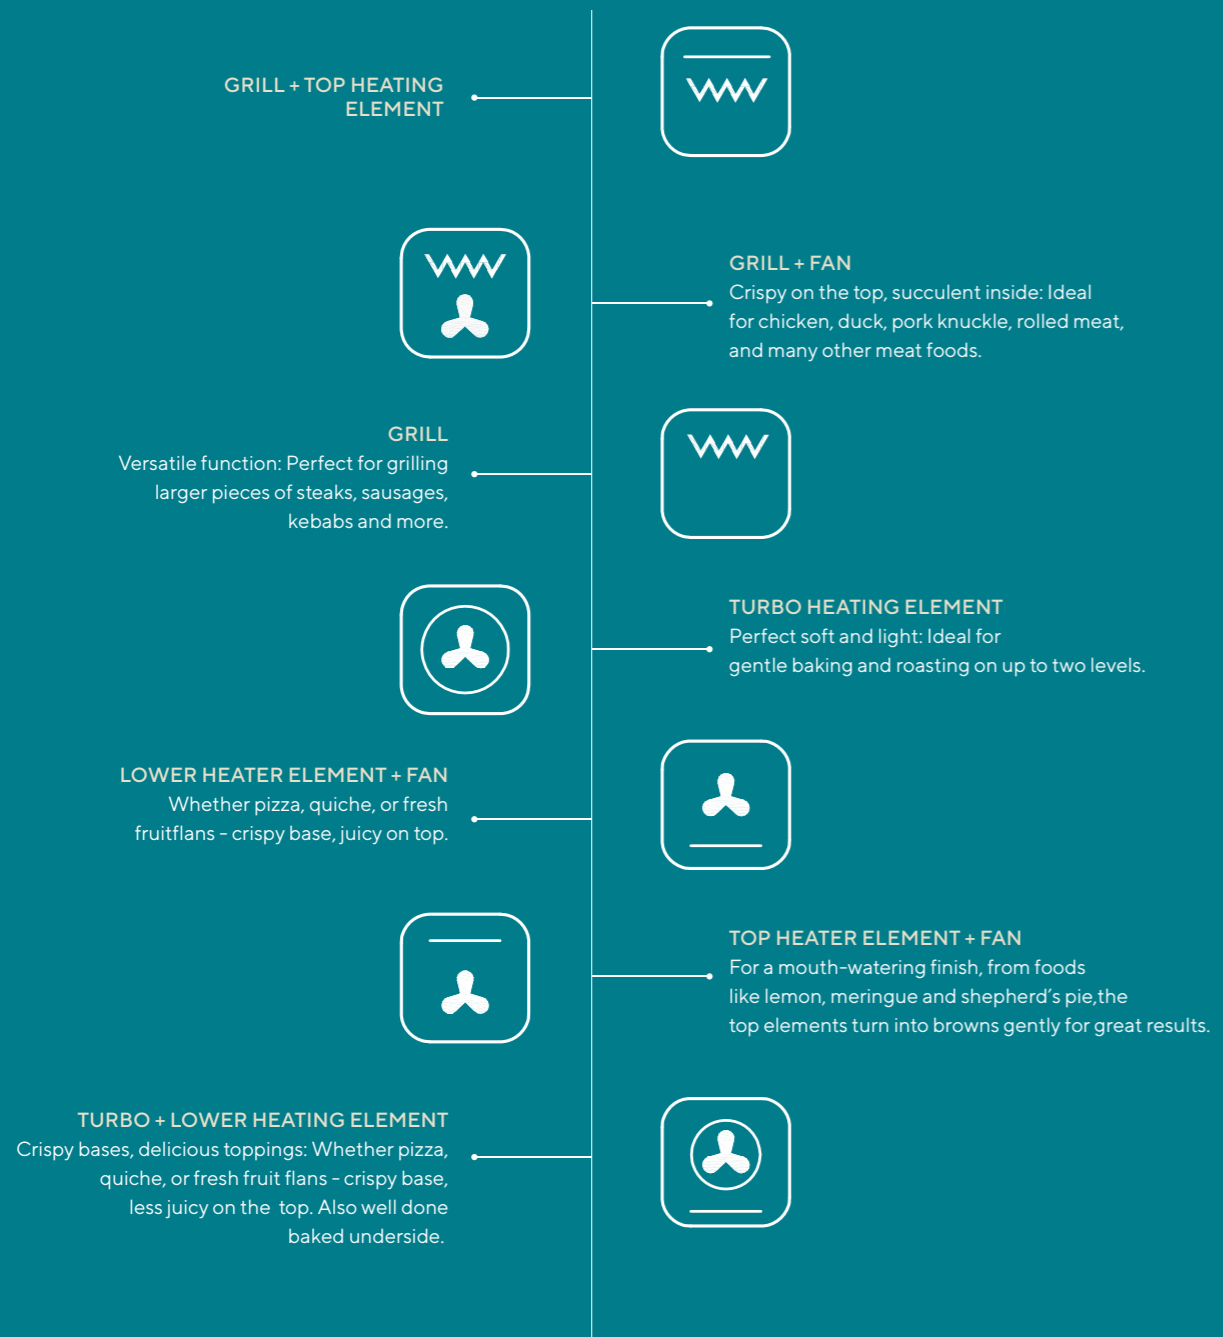 GRILL + TOP HEATING
ELEMENT
GRILL + FAN
Crispy on the top, succulent inside: Ideal
for chicken, duck, pork knuckle, rolled meat,
and many other meat foods.
GRILL
Versatile function: Perfect for grilling
larger pieces of steaks, sausages,
kebabs and more.
TURBO HEATING ELEMENT
Perfect soft and light: Ideal for
gentle baking and roasting on up to two levels.
LOWER HEATER ELEMENT + FAN
Whether pizza, quiche, or fresh
fruitflans - crispy base, juicy on top.
TOP HEATER ELEMENT + FAN
For a mouth-watering finish, from foods
like lemon, meringue and shepherd's pie,the
top elements turn into browns gently for great results.
TURBO + LOWER HEATING ELEMENT
Crispy bases, delicious toppings: Whether pizza,
quiche, or fresh fruit flans - crispy base,
less juicy on the top. Also well done
baked underside.